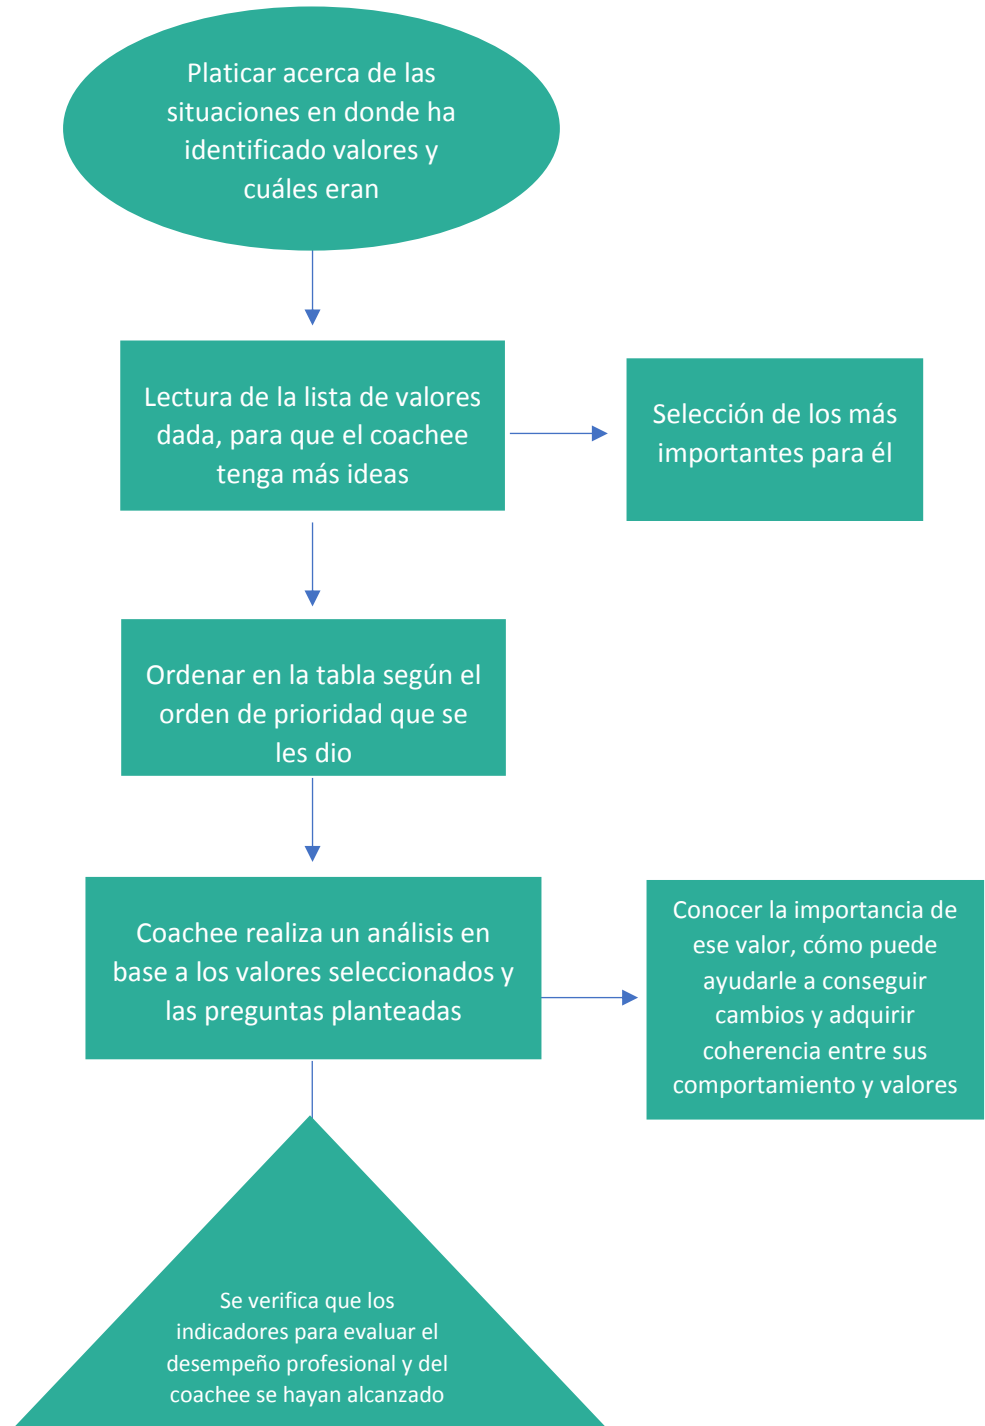 Platicar acerca de las
situaciones en donde ha
identificado valores y
cuáles eran
Lectura de la lista de valores
dada, para que el coachee
tenga más ideas
Selección de los más
importantes para él
Ordenar en la tabla según el
orden de prioridad que se
les dio
Coachee realiza un análisis en
base a los valores seleccionados y
las preguntas planteadas
Conocer la importancia de
ese valor, cómo puede
ayudarle a conseguir
cambios y adquirir
coherencia entre sus
comportamiento y valores
Se verifica que los
indicadores para evaluar el
desempeño profesional y del
coachee se hayan alcanzado